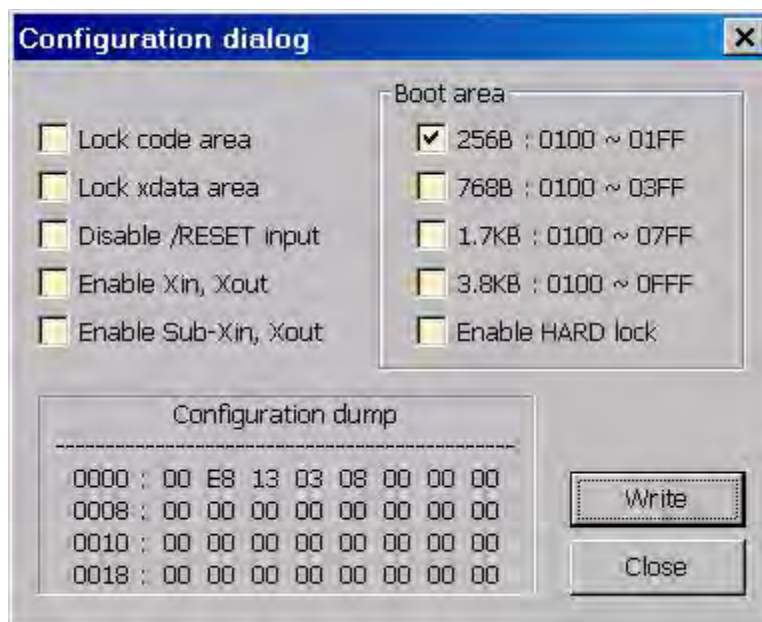 Configuration dialog
Lock code area
Lock xdata area
Disable /RESET input
Enable Xin, Xout
Enable Sub-Xin, Xout
Boot area
256B : 0100 ~ 01FF
768B : 0100 ~ 03FF
1.7KB : 0100 ~ 07FF
3.8KB : 0100 ~ 0FFF
Enable HARD lock
Configuration dump
--------------------------------------------------
0000 : 00 E8 13 03 08 00 00 00
0008 : 00 00 00 00 00 00 00 00
0010 : 00 00 00 00 00 00 00 00
0018 : 00 00 00 00 00 00 00 00
Write
Close